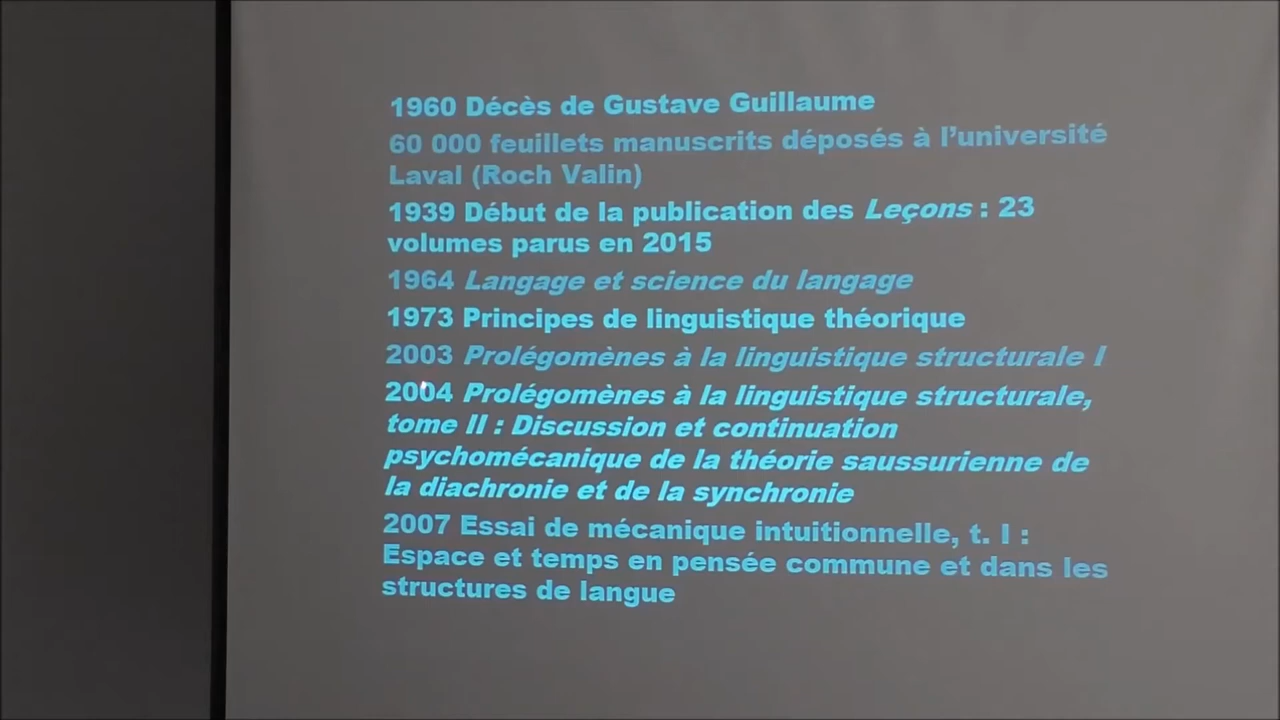 1960 Décès de Gustave Guillaume
60 000 feuillets manuscrits déposés à l'université
Laval (Roch Valin)
1939 Début de la publication des Leçons : 23
volumes parus en 2015
1964 Langage et science du langage
1973 Principes de linguistique théorique
2003 Prolégomènes à la linguistique structurale I
2004 Prolégomènes à la linguistique structurale,
tome II : Discussion et continuation
psychomécanique de la théorie saussurienne de
la diachronie et de la synchronie
2007 Essai de mécanique intuitionnelle, t. I :
Espace et temps en pensée commune et dans les
structures de langue